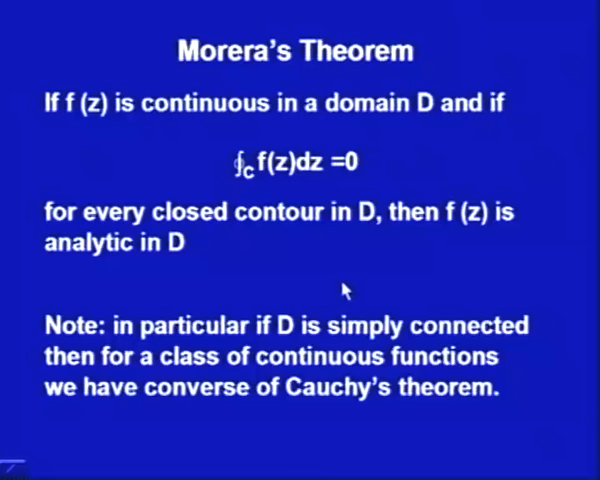 Morera's Theorem
If f (z) is continuous in a domain D and if
∮c f(z)dz =0
for every closed contour in D, then f (z) is
analytic in D
Note: in particular if D is simply connected
then for a class of continuous functions
we have converse of Cauchy's theorem.